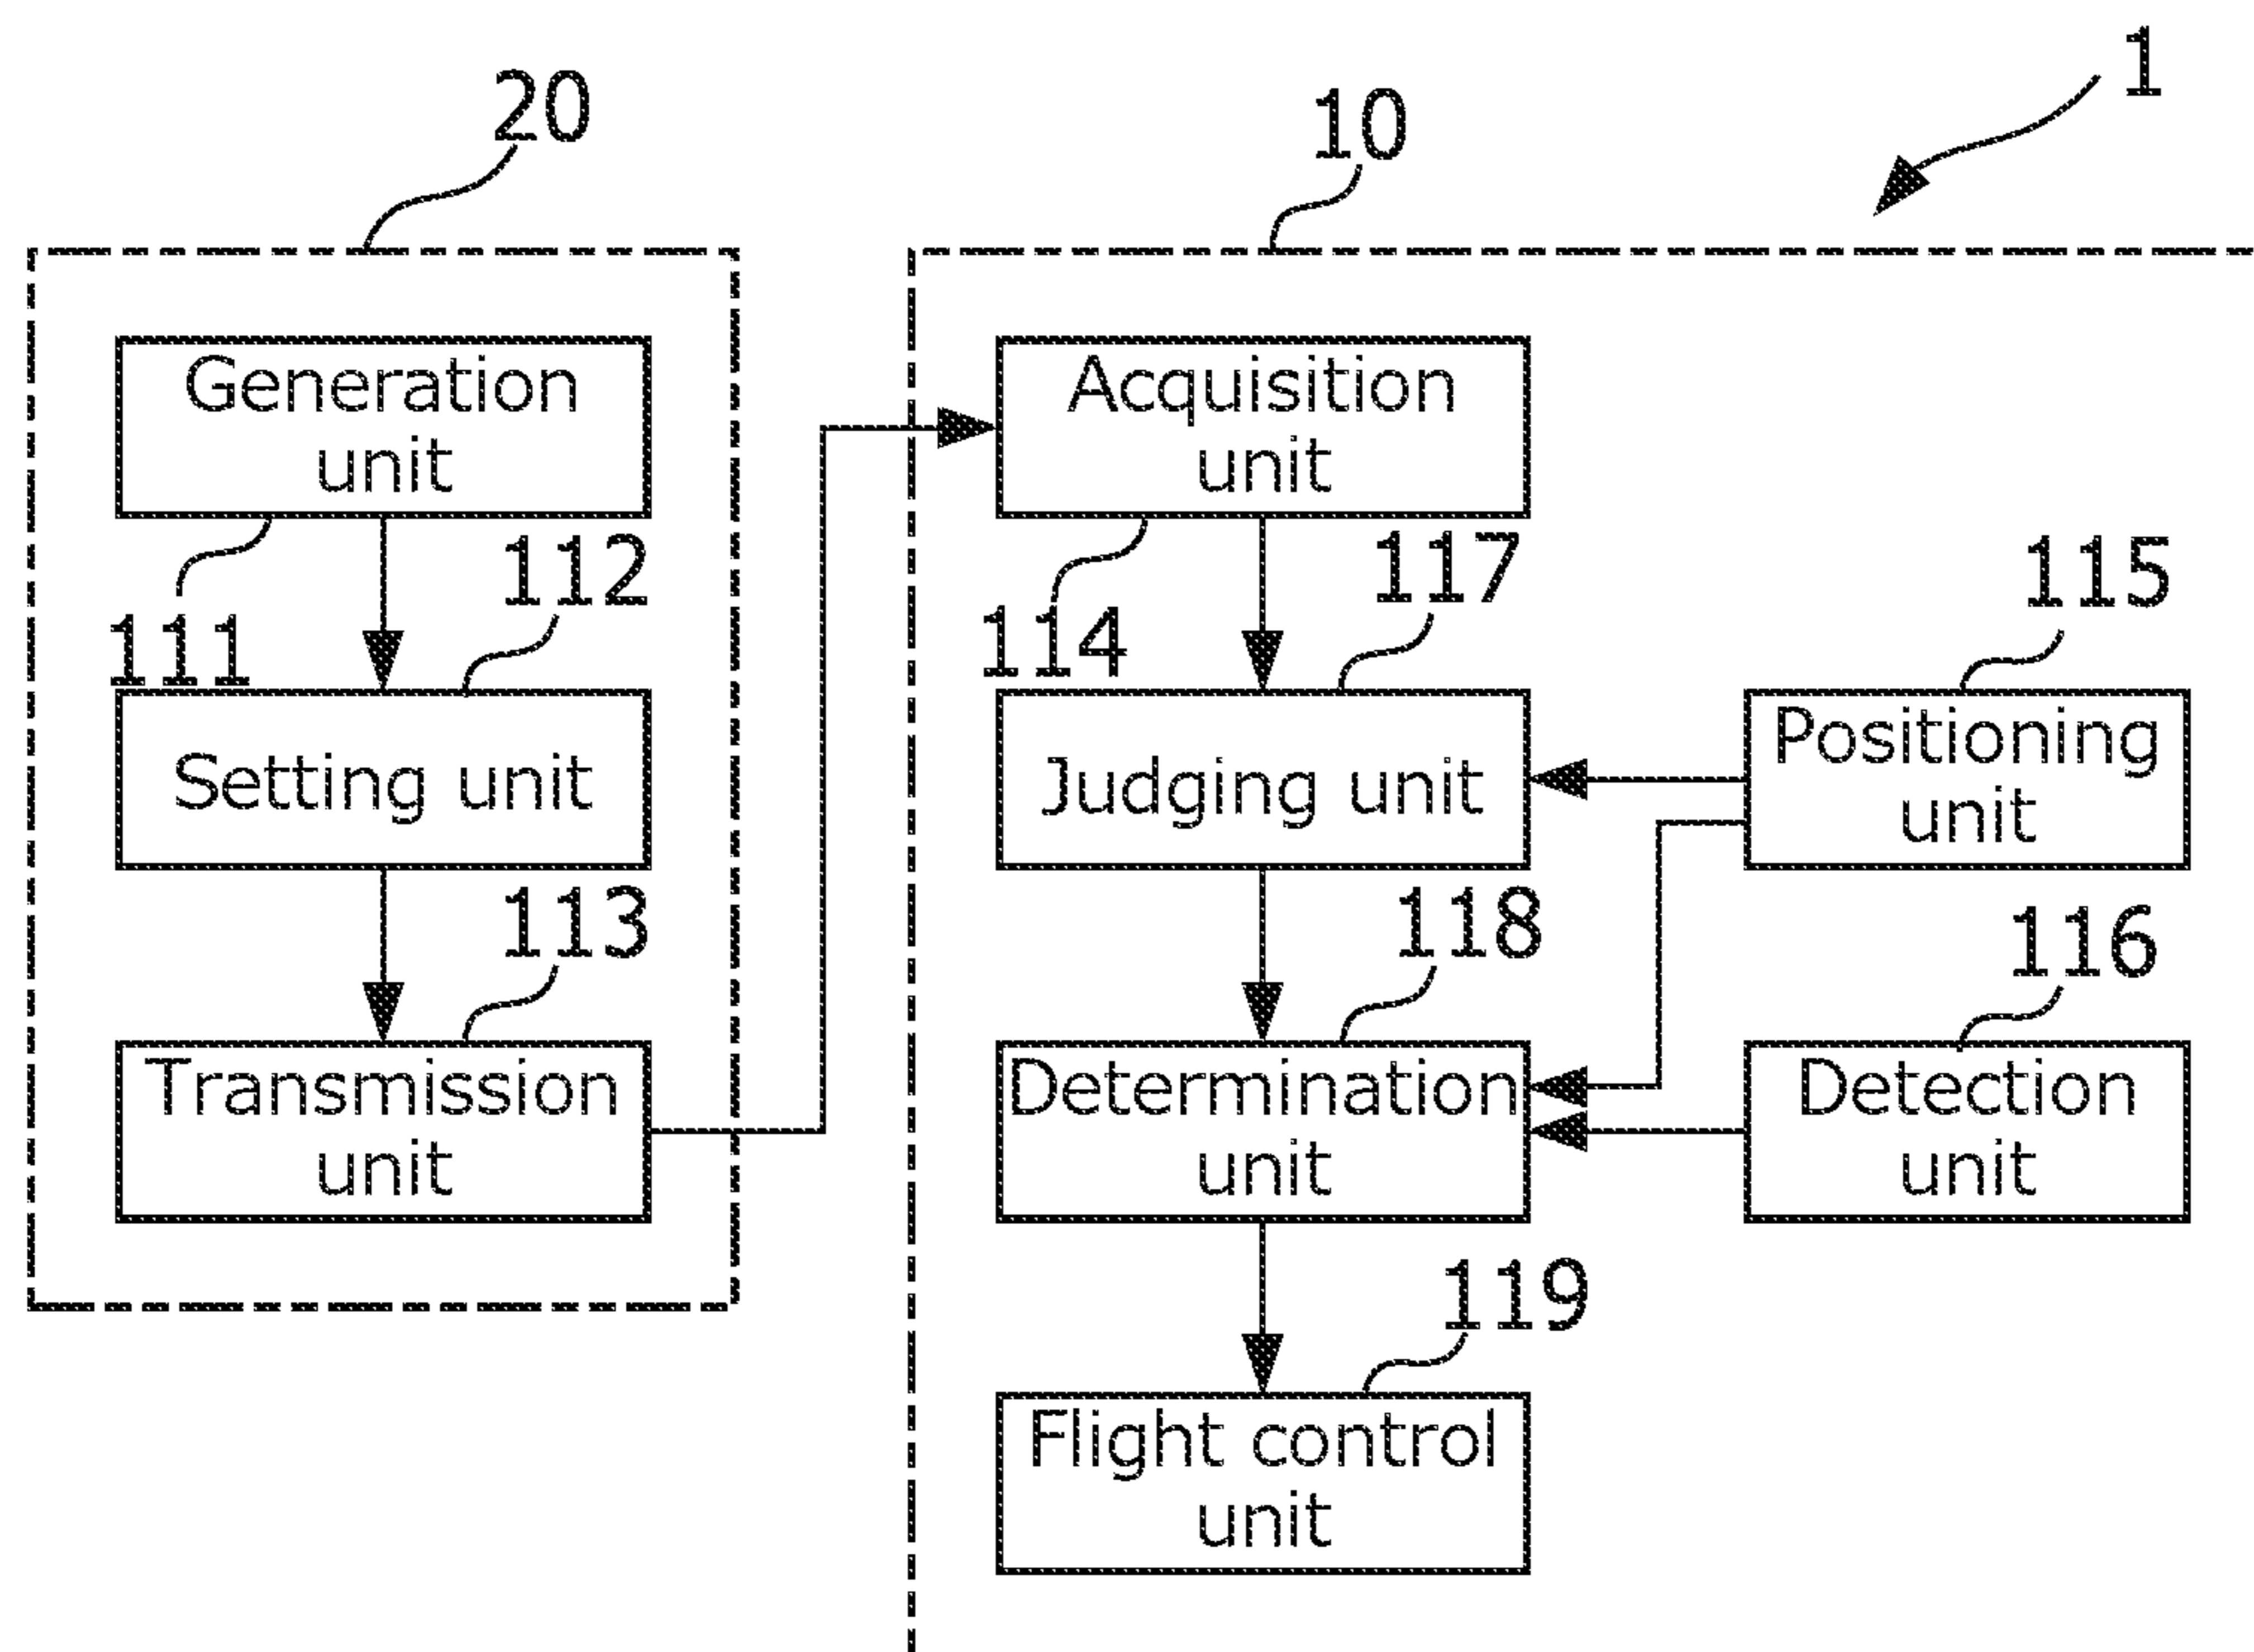 1
20
10
Generation
unit
Acquisition
unit
111
112
114
117
115
Setting unit
Judging unit
Positioning
unit
113
118
116
Transmission
unit
Determination
unit
Detection
unit
119
Flight control
unit